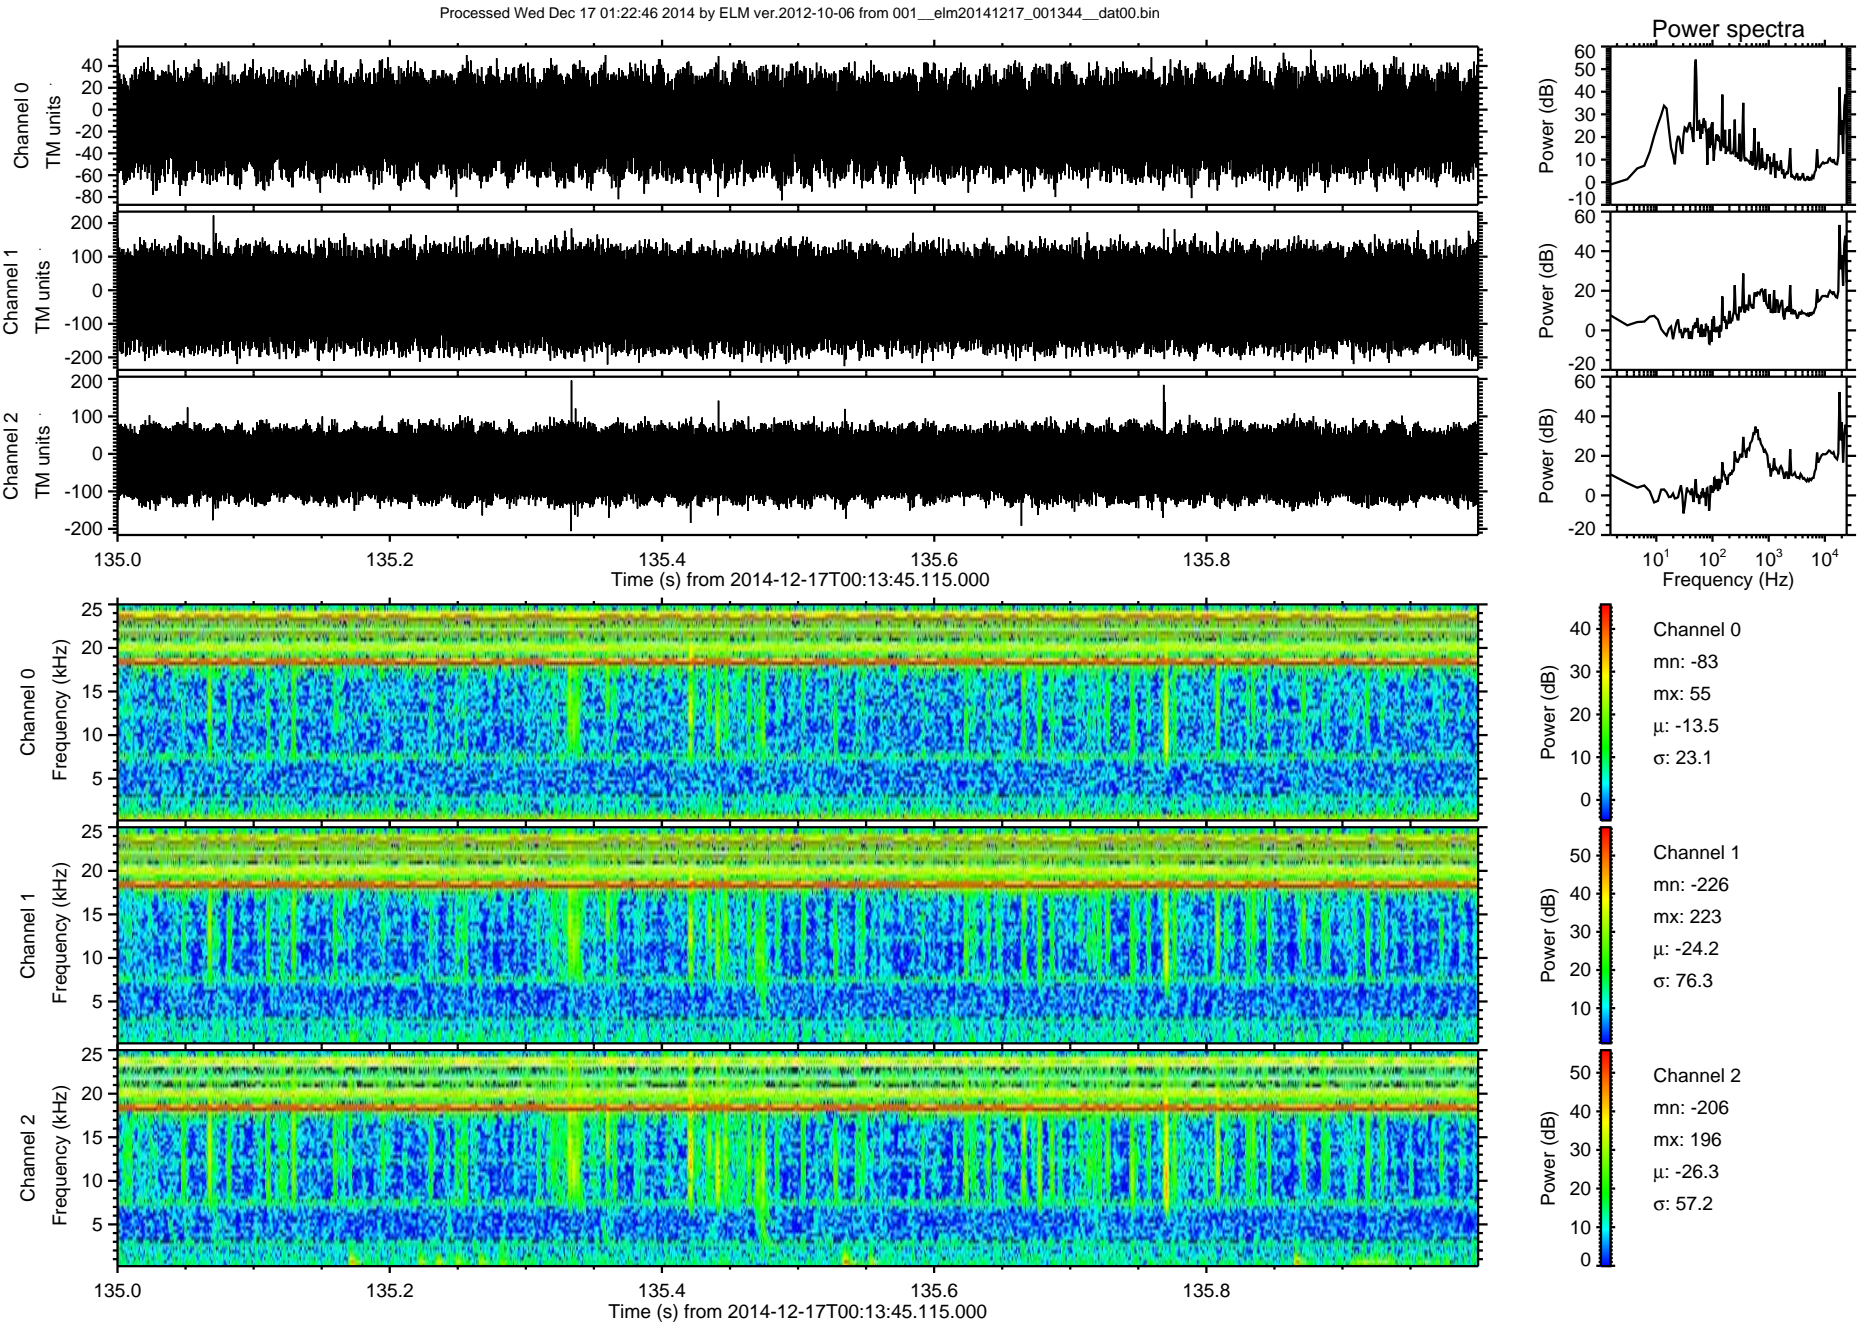 Processed Wed Dec 17 01:22:46 2014 by ELM ver.2012-10-06 from 001__elm20141217_001344__dat00.bin
Power spectra
Channel 0
TM units
40
20
0
-20
-40
-60
-80
Power (dB)
60
50
40
30
20
10
0
-10
Channel 1
TM units
200
100
0
-100
-200
Power (dB)
60
40
20
0
-20
Channel 2
TM units
200
100
0
-100
-200
Power (dB)
60
40
20
0
-20
135.0 135.2 135.4 135.6 135.8
Time (s) from 2014-12-17T00:13:45.115.000
10^1 10^2 10^3 10^4
Frequency (Hz)
Channel 0
Frequency (kHz)
25
20
15
10
5
Power (dB)
40
30
20
10
0
Channel 0
mn: -83
mx: 55
μ: -13.5
σ: 23.1
Channel 1
Frequency (kHz)
25
20
15
10
5
Power (dB)
50
40
30
20
10
Channel 1
mn: -226
mx: 223
μ: -24.2
σ: 76.3
Channel 2
Frequency (kHz)
25
20
15
10
5
Power (dB)
50
40
30
20
10
0
Channel 2
mn: -206
mx: 196
μ: -26.3
σ: 57.2
135.0 135.2 135.4 135.6 135.8
Time (s) from 2014-12-17T00:13:45.115.000